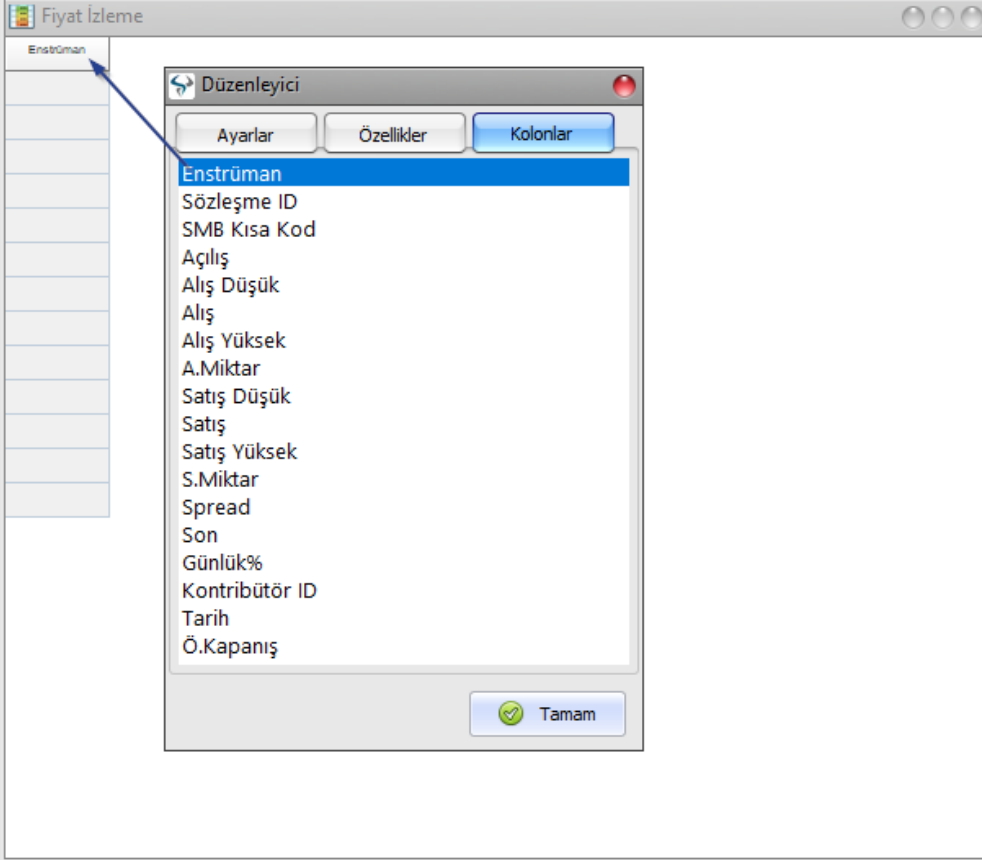 Fiyat İzleme
Enstrüman
Düzenleyici
Ayarlar Özellikler Kolonlar
Enstrüman
Sözleşme ID
SMB Kısa Kod
Açılış
Alış Düşük
Alış
Alış Yüksek
A.Miktar
Satış Düşük
Satış
Satış Yüksek
S.Miktar
Spread
Son
Günlük%
Kontribütör ID
Tarih
Ö.Kapanış
Tamam